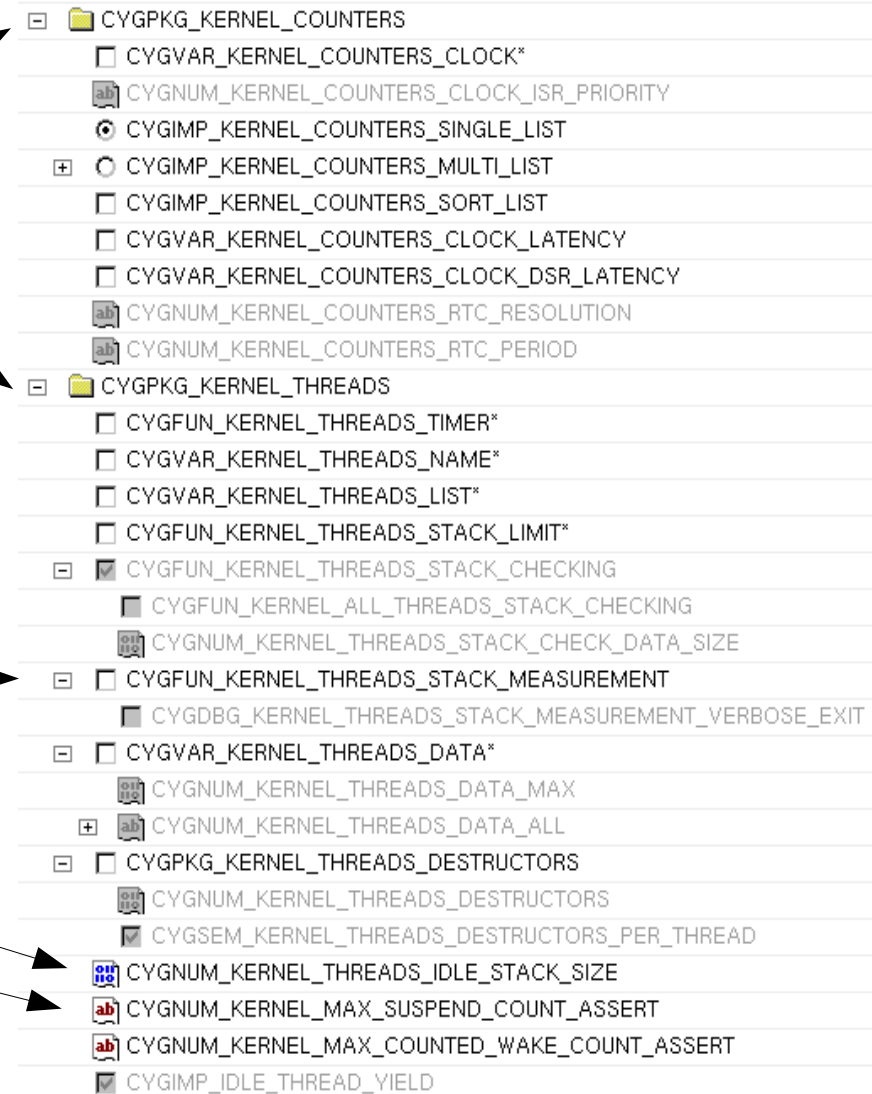 CYGPKG_KERNEL_COUNTERS
CYGVAR_KERNEL_COUNTERS_CLOCK*
CYGNUM_KERNEL_COUNTERS_CLOCK_ISR_PRIORITY
CYGIMP_KERNEL_COUNTERS_SINGLE_LIST
CYGIMP_KERNEL_COUNTERS_MULTI_LIST
CYGIMP_KERNEL_COUNTERS_SORT_LIST
CYGVAR_KERNEL_COUNTERS_CLOCK_LATENCY
CYGVAR_KERNEL_COUNTERS_CLOCK_DSR_LATENCY
CYGNUM_KERNEL_COUNTERS_RTC_RESOLUTION
CYGNUM_KERNEL_COUNTERS_RTC_PERIOD
CYGPKG_KERNEL_THREADS
CYGFUN_KERNEL_THREADS_TIMER*
CYGVAR_KERNEL_THREADS_NAME*
CYGVAR_KERNEL_THREADS_LIST*
CYGFUN_KERNEL_THREADS_STACK_LIMIT*
CYGFUN_KERNEL_THREADS_STACK_CHECKING
CYGFUN_KERNEL_ALL_THREADS_STACK_CHECKING
CYGNUM_KERNEL_THREADS_STACK_CHECK_DATA_SIZE
CYGFUN_KERNEL_THREADS_STACK_MEASUREMENT
CYGDBG_KERNEL_THREADS_STACK_MEASUREMENT_VERBOSE_EXIT
CYGVAR_KERNEL_THREADS_DATA*
CYGNUM_KERNEL_THREADS_DATA_MAX
CYGNUM_KERNEL_THREADS_DATA_ALL
CYGPKG_KERNEL_THREADS_DESTRUCTORS
CYGNUM_KERNEL_THREADS_DESTRUCTORS
CYGSEM_KERNEL_THREADS_DESTRUCTORS_PER_THREAD
CYGNUM_KERNEL_THREADS_IDLE_STACK_SIZE
CYGNUM_KERNEL_MAX_SUSPEND_COUNT_ASSERT
CYGNUM_KERNEL_MAX_COUNTED_WAKE_COUNT_ASSERT
CYGIMP_IDLE_THREAD_YIELD